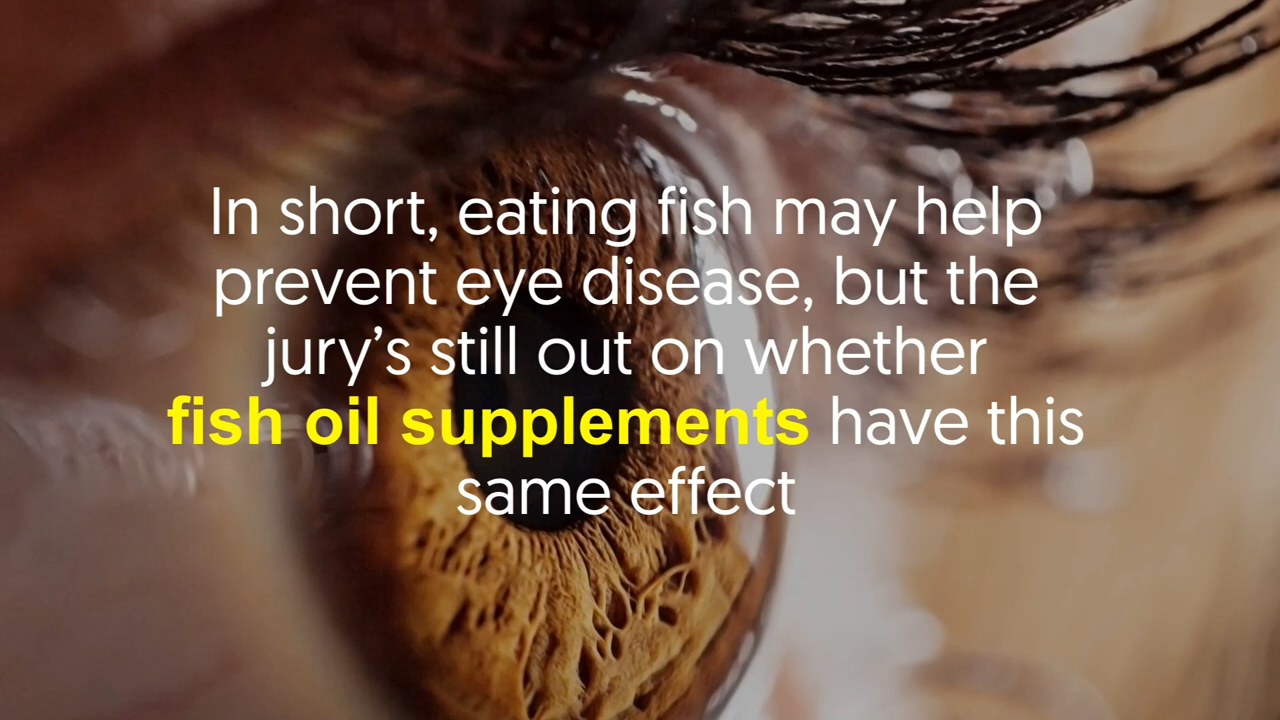 In short, eating fish may help
prevent eye disease, but the
jury’s still out on whether
fish oil supplements have this
same effect